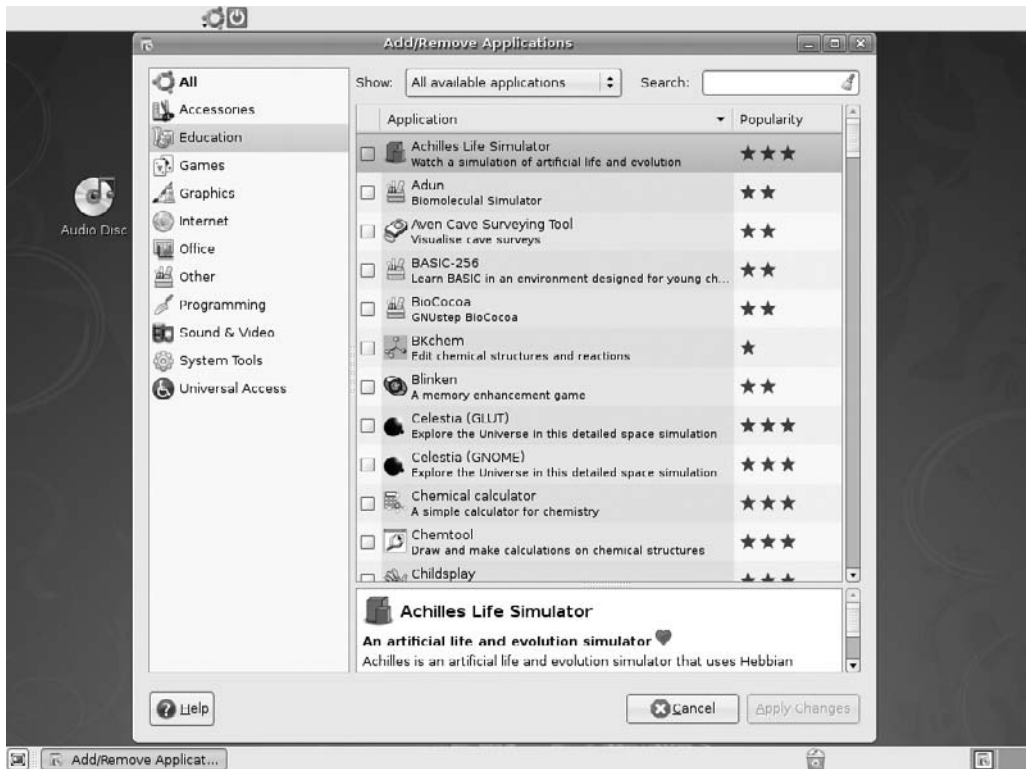 Add/Remove Applications
All
Accessories
Education
Games
Graphics
Internet
Office
Other
Programming
Sound & Video
System Tools
Universal Access
Audio Disc
Show: All available applications Search:
Application Popularity
Achilles Life Simulator
Watch a simulation of artificial life and evolution
Adun
Biomolecular Simulator
Aven Cave Surveying Tool
Visualise cave surveys
BASIC-256
Learn BASIC in an environment designed for young ch...
BioCocoa
GNUstep BioCocoa
BKchem
Edit chemical structures and reactions
Blinken
A memory enhancement game
Celestia (GLUT)
Explore the Universe in this detailed space simulation
Celestia (GNOME)
Explore the Universe in this detailed space simulation
Chemical calculator
A simple calculator for chemistry
Chemtool
Draw and make calculations on chemical structures
Childsplay
Achilles Life Simulator
An artificial life and evolution simulator
Achilles is an artificial life and evolution simulator that uses Hebbian
Help
Cancel
Apply Changes
Add/Remove Applicat...